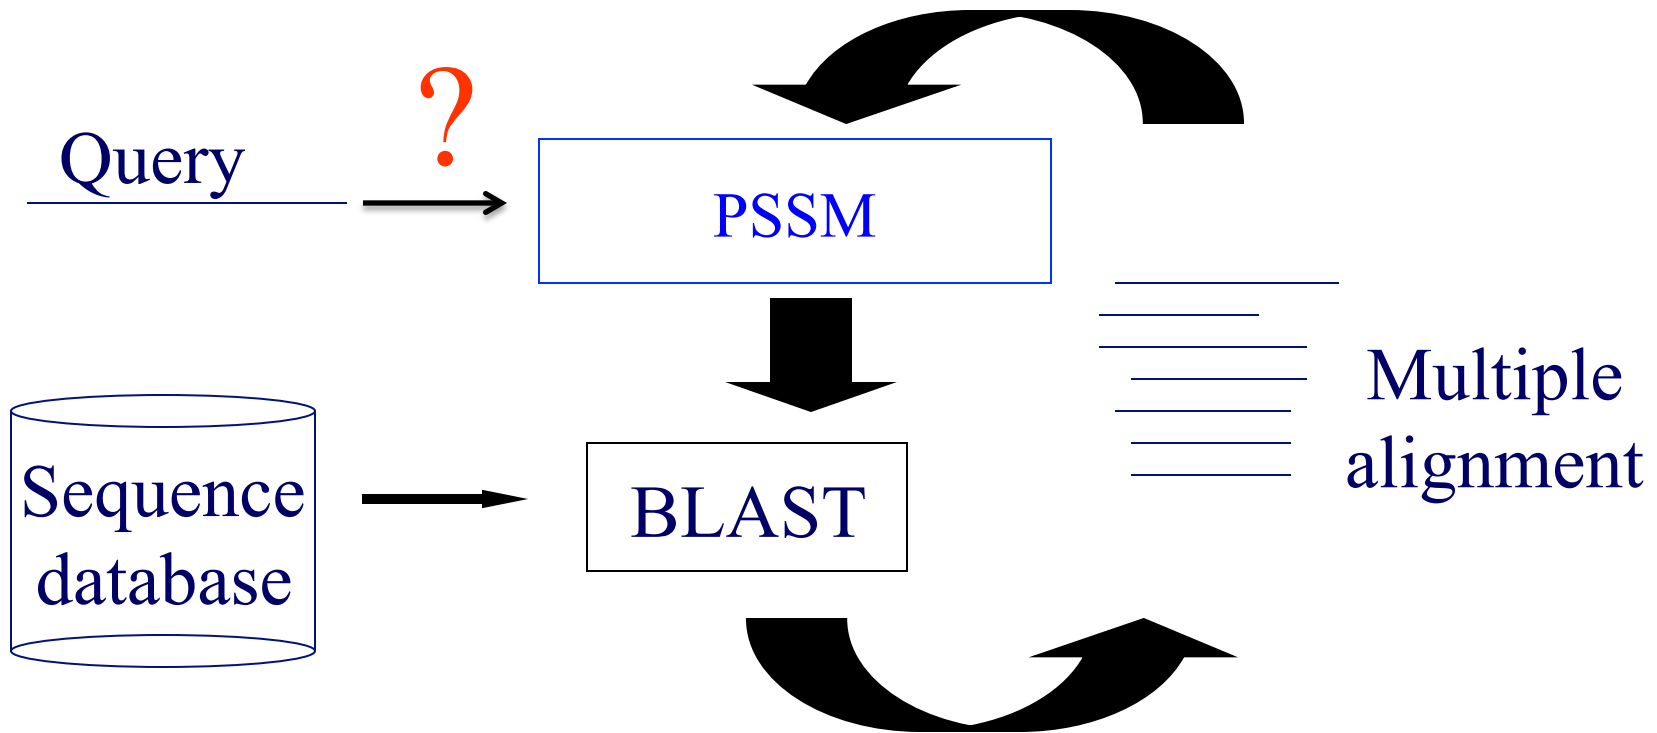 ?
Query
PSSM
Multiple
alignment
Sequence
database
BLAST